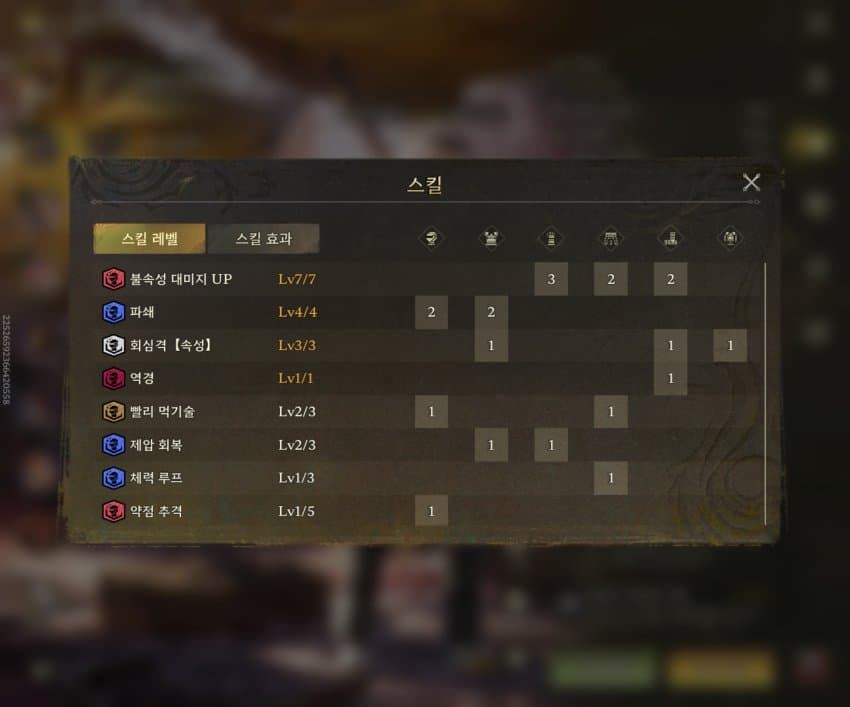 스킬
스킬 레벨 스킬 효과
불속성 대미지 UP Lv7/7 3 2 2
파쇄 Lv4/4 2 2
회심격【속성】 Lv3/3 1 1 1
역경 Lv1/1 1
빨리 먹기술 Lv2/3 1 1
제압 회복 Lv2/3 1 1
체력 루프 Lv1/3 1
약점 추격 Lv1/5 1
22526592366420558